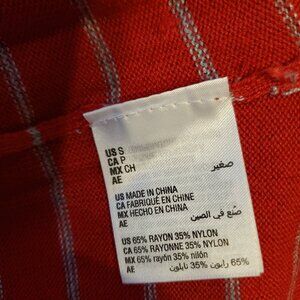 US S
CA P
MX CH
AE صغير
US MADE IN CHINA
CA FABRIQUÉ EN CHINE
MX HECHO EN CHINA
AE صنع في الصين
US 65% RAYON 35% NYLON
CA 65% RAYONNE 35% NYLON
MX 65% rayón 35% nilón
AE 65% رايون 35% نايلون